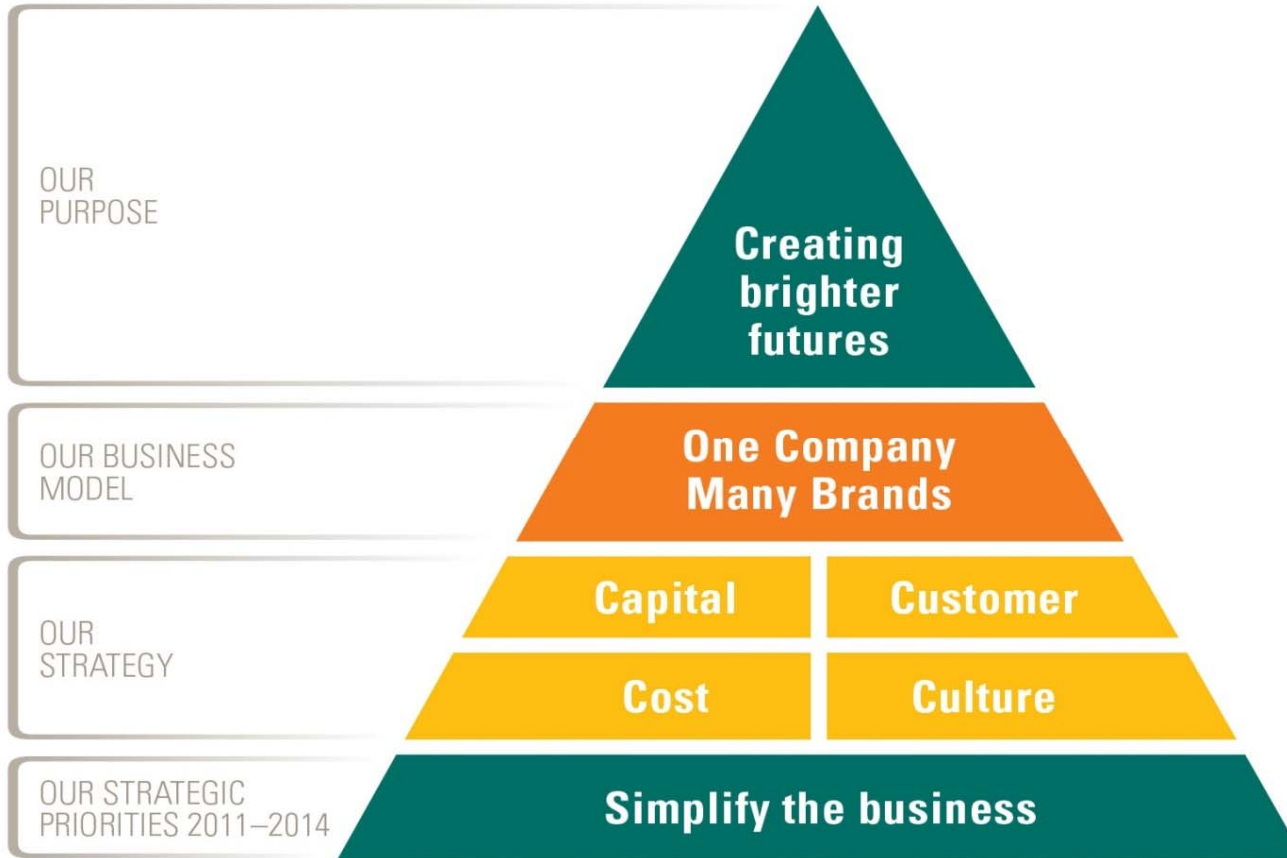 OUR
PURPOSE
Creating
brighter
futures
OUR BUSINESS
MODEL
One Company
Many Brands
OUR
STRATEGY
Capital
Customer
Cost
Culture
OUR STRATEGIC
PRIORITIES 2011–2014
Simplify the business